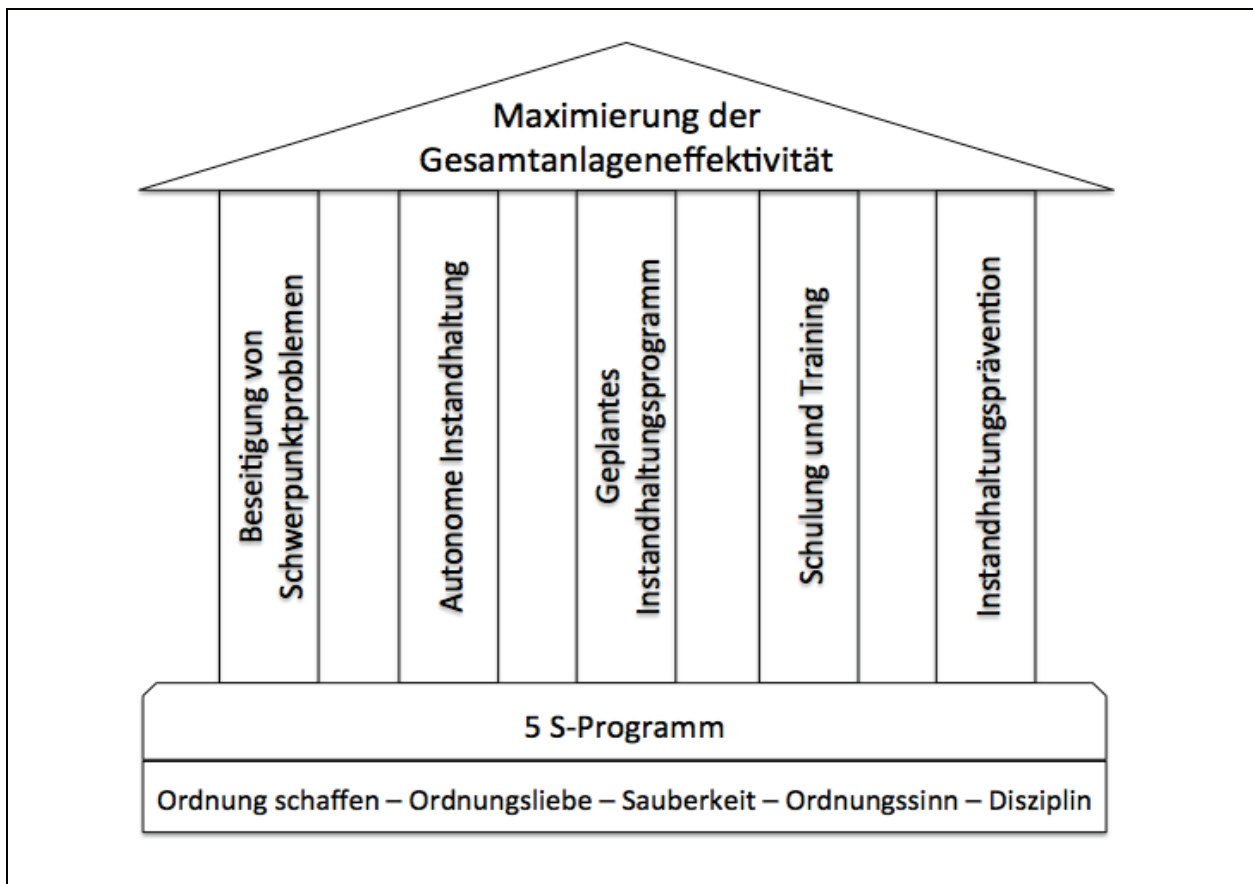 Maximierung der
Gesamtanlageneffektivität
Beseitigung von
Schwerpunktproblemen
Autonome Instandhaltung
Geplantes
Instandhaltungsprogramm
Schulung und Training
Instandhaltungsprävention
5 S-Programm
Ordnung schaffen – Ordnungsliebe – Sauberkeit – Ordnungssinn – Disziplin